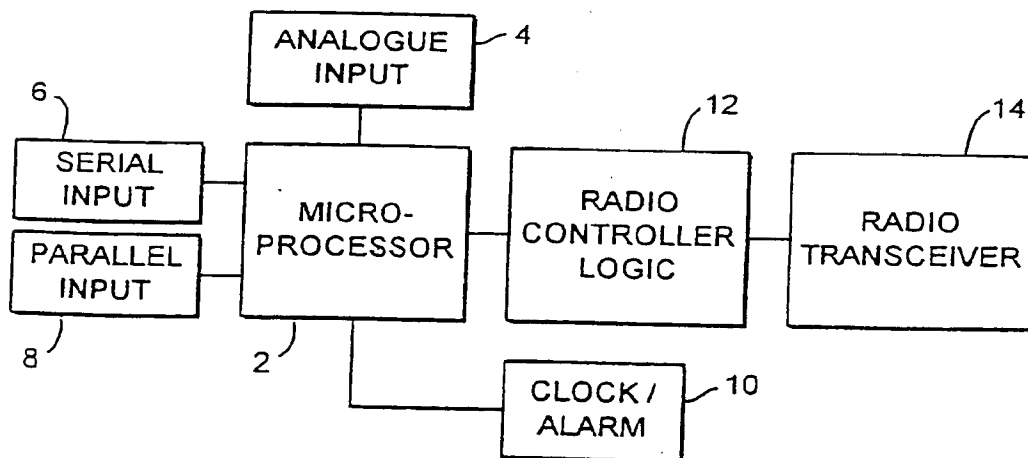 ANALOGUE
INPUT
4
6
SERIAL
INPUT
PARALLEL
INPUT
8
MICRO-
PROCESSOR
2
12
RADIO
CONTROLLER
LOGIC
14
RADIO
TRANSCEIVER
CLOCK /
ALARM
10